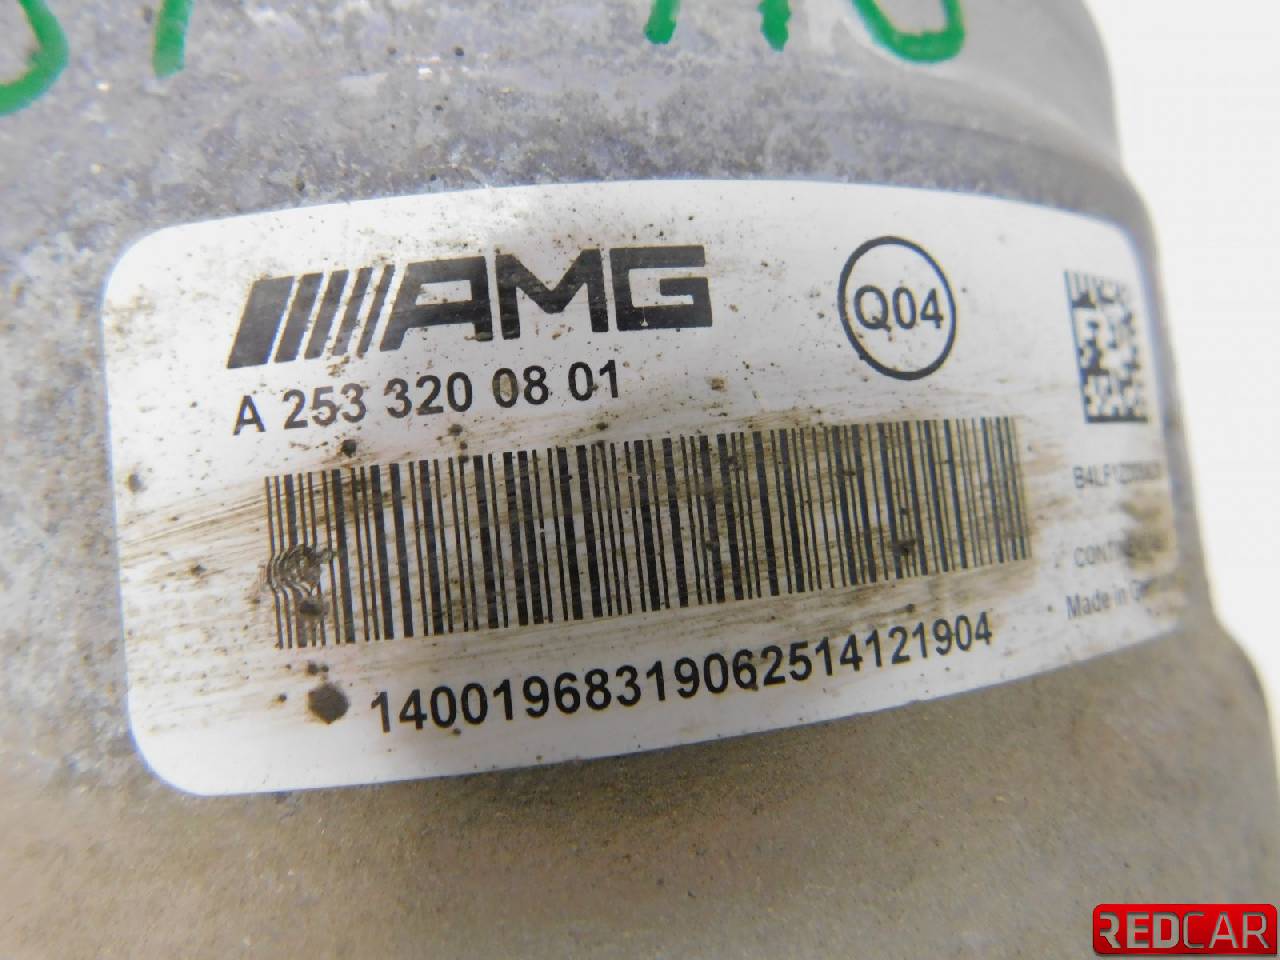 AMG
Q04
A 253 320 08 01
14001968319062514121904
Made in
REDCAR